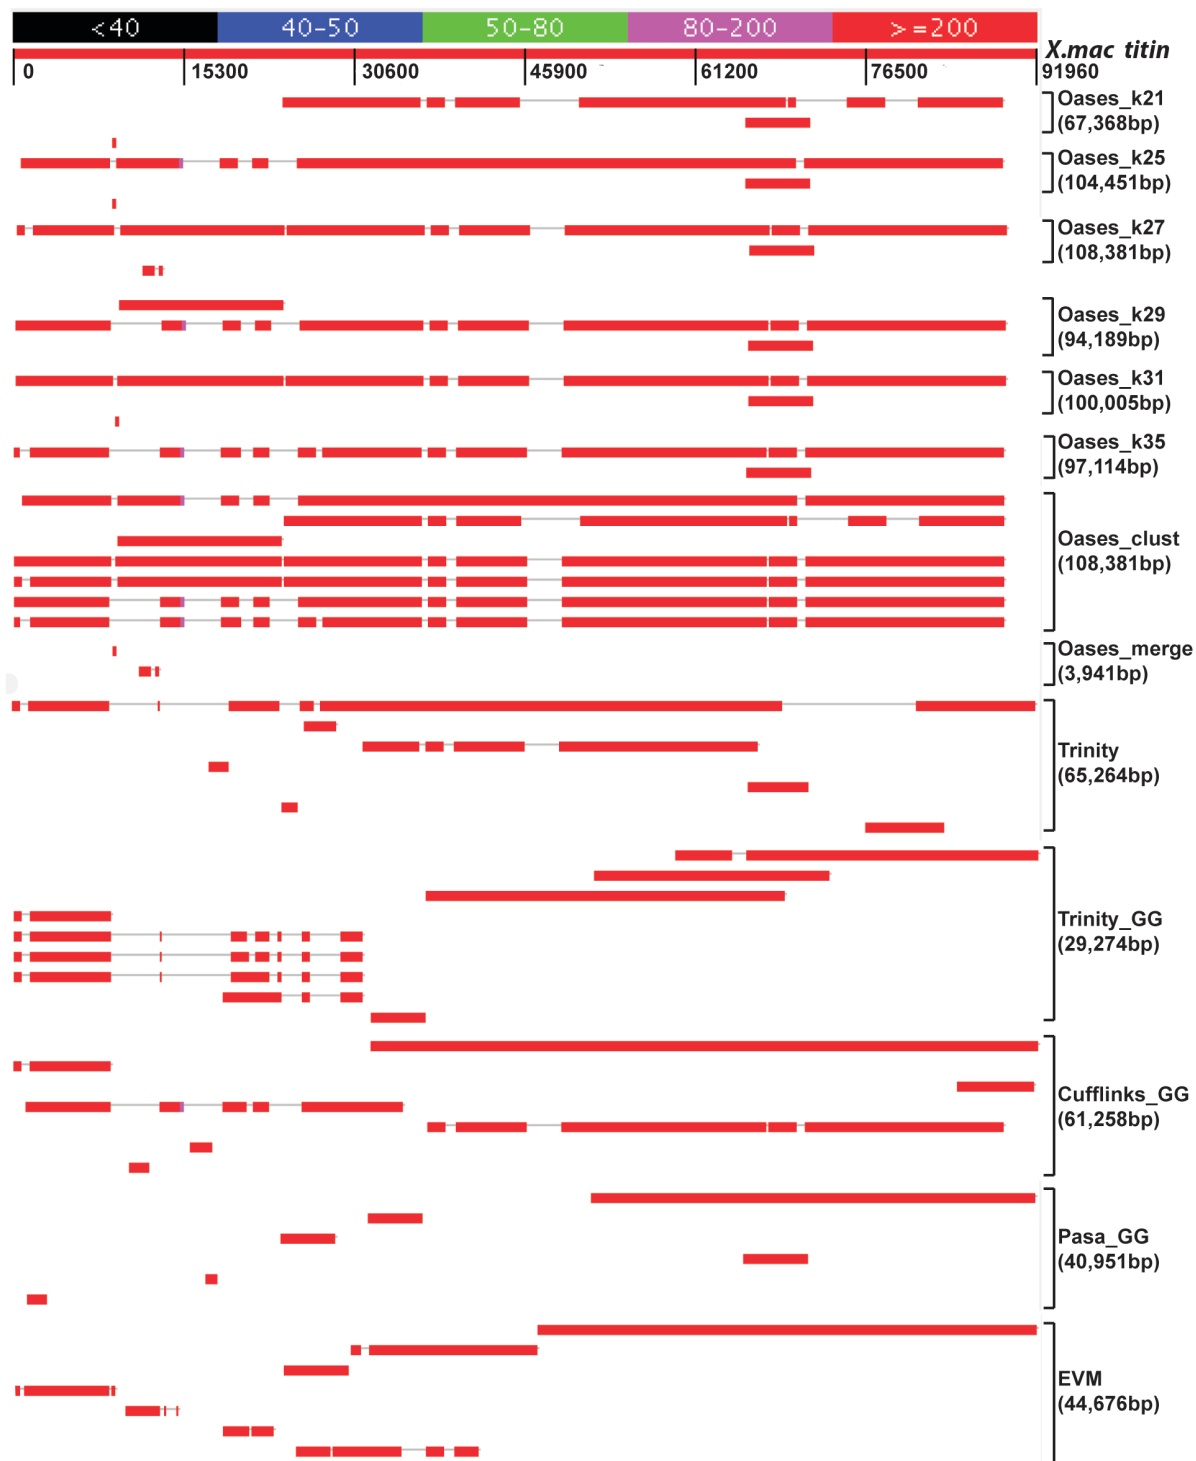 <40 40-50 50-80 80-200 >=200
X.mac titin
0 15300 30600 45900 61200 76500 91960
Oases_k21
(67,368bp)
Oases_k25
(104,451bp)
Oases_k27
(108,381bp)
Oases_k29
(94,189bp)
Oases_k31
(100,005bp)
Oases_k35
(97,114bp)
Oases_clust
(108,381bp)
Oases_merge
(3,941bp)
Trinity
(65,264bp)
Trinity_GG
(29,274bp)
Cufflinks_GG
(61,258bp)
Pasa_GG
(40,951bp)
EVM
(44,676bp)